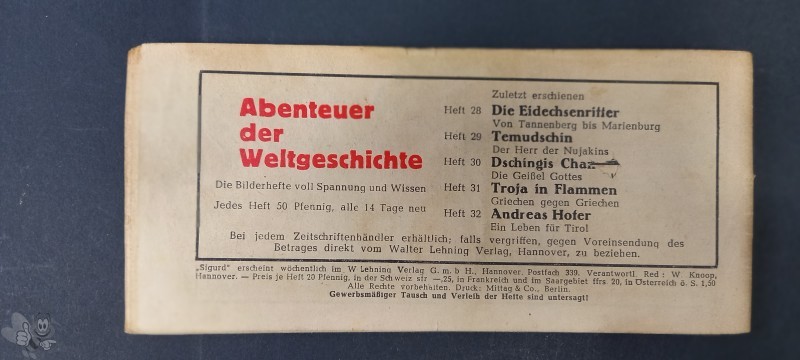 Abenteuer
der
Weltgeschichte
Die Bilderhefte voll Spannung und Wissen
Jedes Heft 50 Pfennig, alle 14 Tage neu
Zuletzt erschienen
Heft 28 Die Eidechsenritter
Von Tannenberg bis Marienburg
Heft 29 Temudschin
Der Herr der Nujakins
Heft 30 Dschingis
Die Geißel Gottes
Heft 31 Troja in Flammen
Griechen gegen Griechen
Heft 32 Andreas Hofer
Ein Leben für Tirol
Bei jedem Zeitschriftenhändler erhältlich; falls vergriffen, gegen Voreinsendung des
Betrages direkt vom Walter Lehning Verlag, Hannover, zu beziehen.
„Sigurd" erscheint wöchentlich im W Lehning Verlag G. m. b H., Hannover, Postfach 339. Verantwortl. Red : W Knoop,
Hannover. — Preis je Heft 20 Pfennig, in der Schweiz sfr —.25, in Frankreich und im Saargebiet ffrs 20, in Österreich ö. S. 1,50
Alle Rechte vorbehalten. Druck: Mittag & Co., Berlin.
Gewerbsmäßiger Tausch und Verleih der Hefte sind untersagt!